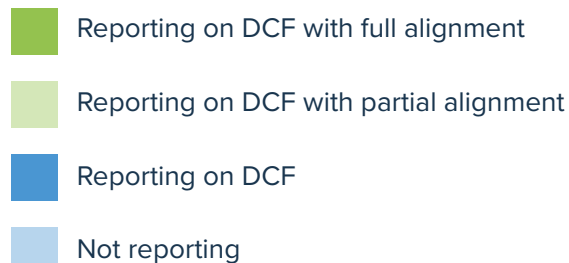 Reporting on DCF with full alignment
Reporting on DCF with partial alignment
Reporting on DCF
Not reporting